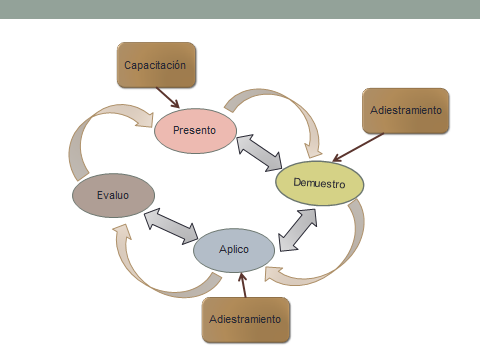 Capacitación
Adiestramiento
Presento
Demuestro
Evaluo
Aplico
Adiestramiento